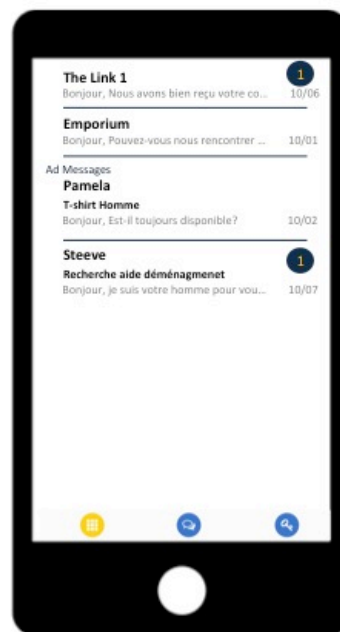 The Link 1 1
Bonjour, Nous avons bien reçu votre co... 10/06
Emporium
Bonjour, Pouvez-vous nous rencontrer ... 10/01
Ad Messages
Pamela
T-shirt Homme
Bonjour, Est-il toujours disponible? 10/02
Steeve 1
Recherche aide déménagmenet
Bonjour, je suis votre homme pour vou... 10/07